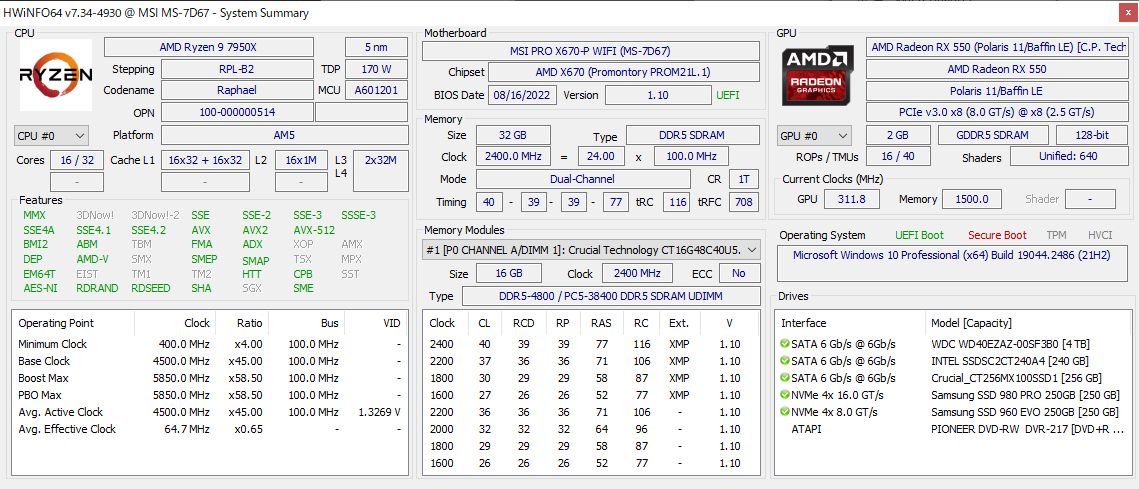 HWiNFO64 v7.34-4930 @ MSI MS-7D67 - System Summary
CPU
RYZEN
AMD Ryzen 9 7950X
5 nm
Stepping
RPL-B2
TDP
170 W
Codename
Raphael
MCU
A601201
OPN
100-000000514
CPU #0
Platform
AM5
Cores
16 / 32
Cache L1
16x32 + 16x32
L2
16x1M
L3
2x32M
-
-
-
L4
Features
MMX 3DNow! 3DNow!-2 SSE SSE-2 SSE-3 SSSE-3
SSE4A SSE4.1 SSE4.2 AVX AVX2 AVX-512
BMI2 ABM TBM FMA ADX XOP AMX
DEP AMD-V SMX SMEP SMAP TSX MPX
EM64T EIST TM1 TM2 HTT CPB SST
AES-NI RDRAND RDSEED SHA SGX SME
Operating Point Clock Ratio Bus VID
Minimum Clock 400.0 MHz x4.00 100.0 MHz -
Base Clock 4500.0 MHz x45.00 100.0 MHz -
Boost Max 5850.0 MHz x58.50 100.0 MHz -
PBO Max 5850.0 MHz x58.50 100.0 MHz -
Avg. Active Clock 4500.0 MHz x45.00 100.0 MHz 1.3269 V
Avg. Effective Clock 64.7 MHz x0.65 -
Motherboard
MSI PRO X670-P WIFI (MS-7D67)
Chipset
AMD X670 (Promontory PROM21L.1)
BIOS Date
08/16/2022
Version
1.10
UEFI
Memory
Size
32 GB
Type
DDR5 SDRAM
Clock
2400.0 MHz
=
24.00
x
100.0 MHz
Mode
Dual-Channel
CR
1T
Timing
40 - 39 - 39 - 77 tRC 116 tRFC 708
Memory Modules
#1 [P0 CHANNEL A/DIMM 1]: Crucial Technology CT16G48C40U5.
Size
16 GB
Clock
2400 MHz
ECC
No
Type
DDR5-4800 / PC5-38400 DDR5 SDRAM UDIMM
Clock CL RCD RP RAS RC Ext. V
2400 40 39 39 77 116 XMP 1.10
2200 37 36 36 71 106 XMP 1.10
1800 30 29 29 58 87 XMP 1.10
1600 27 26 26 52 77 XMP 1.10
2200 36 36 36 71 106 - 1.10
2000 32 32 32 64 96 - 1.10
1800 29 29 29 58 87 - 1.10
1600 26 26 26 52 77 - 1.10
GPU
AMD
RADEON
GRAPHICS
AMD Radeon RX 550 (Polaris 11/Baffin LE) [C.P. Tech
AMD Radeon RX 550
Polaris 11/Baffin LE
PCIe v3.0 x8 (8.0 GT/s) @ x8 (2.5 GT/s)
GPU #0
2 GB
GDDR5 SDRAM
128-bit
ROPs / TMUs
16 / 40
Shaders
Unified: 640
Current Clocks (MHz)
GPU
311.8
Memory
1500.0
Shader
-
Operating System
UEFI Boot
Secure Boot
TPM
HVCI
Microsoft Windows 10 Professional (x64) Build 19044.2486 (21H2)
Drives
Interface Model [Capacity]
SATA 6 Gb/s @ 6Gb/s WDC WD40EZAZ-00SF3B0 [4 TB]
SATA 6 Gb/s @ 6Gb/s INTEL SSDSC2CT240A4 [240 GB]
SATA 6 Gb/s @ 6Gb/s Crucial_CT256MX100SSD1 [256 GB]
NVMe 4x 16.0 GT/s Samsung SSD 980 PRO 250GB [250 GB]
NVMe 4x 8.0 GT/s Samsung SSD 960 EVO 250GB [250 GB]
ATAPI PIONEER DVD-RW DVR-217 [DVD+R ...